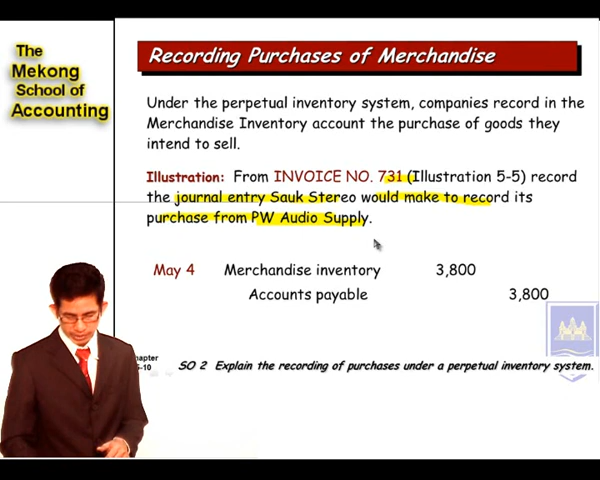 The
Mekong
School of
Accounting
Recording Purchases of Merchandise
Under the perpetual inventory system, companies record in the
Merchandise Inventory account the purchase of goods they
intend to sell.
Illustration: From INVOICE NO. 731 (Illustration 5-5) record
the journal entry Sauk Stereo would make to record its
purchase from PW Audio Supply.
May 4 Merchandise inventory 3,800
Accounts payable 3,800
SO 2 Explain the recording of purchases under a perpetual inventory system.